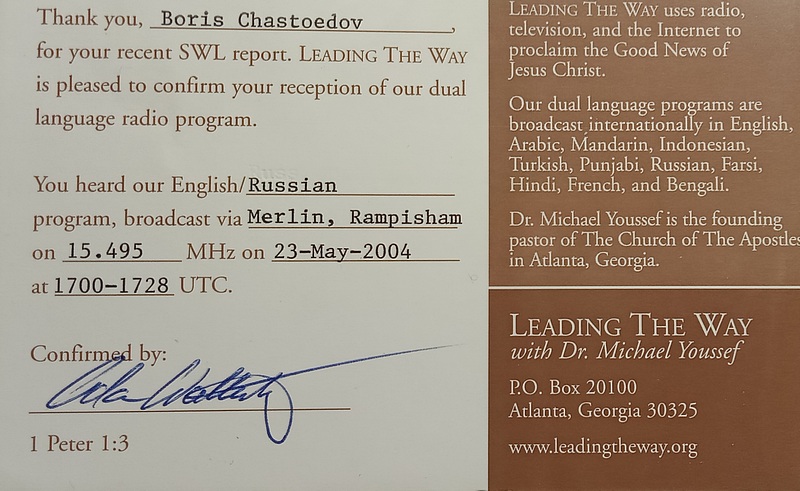 Thank you, Boris Chastoedov,
for your recent SWL report. LEADING THE WAY
is pleased to confirm your reception of our dual
language radio program.
You heard our English/Russian
program, broadcast via Merlin, Rampisham
on 15.495 MHz on 23-May-2004
at 1700-1728 UTC.
Confirmed by:
1 Peter 1:3
LEADING THE WAY uses radio,
television, and the Internet to
proclaim the Good News of
Jesus Christ.
Our dual language programs are
broadcast internationally in English,
Arabic, Mandarin, Indonesian,
Turkish, Punjabi, Russian, Farsi,
Hindi, French, and Bengali.
Dr. Michael Youssef is the founding
pastor of The Church of The Apostles
in Atlanta, Georgia.
LEADING THE WAY
with Dr. Michael Youssef
P.O. Box 20100
Atlanta, Georgia 30325
www.leadingtheway.org